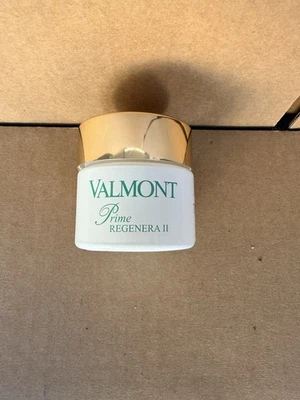 VALMONT
Prime
REGENERA II